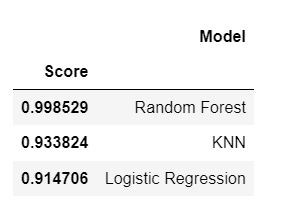 Model
Score
0.998529 Random Forest
0.933824 KNN
0.914706 Logistic Regression